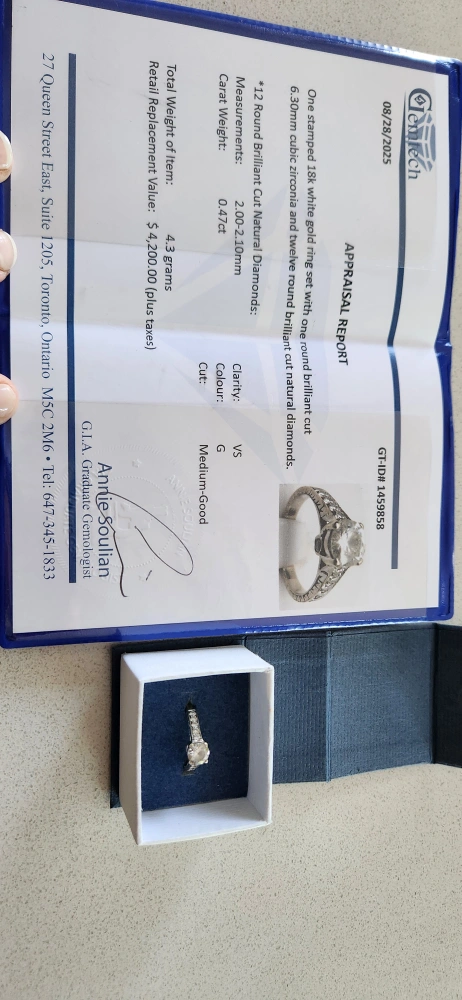 Gemtech
08/28/2025
GT-ID# 1459858
APPRAISAL REPORT
One stamped 18k white gold ring set with one round brilliant cut
6.30mm cubic zirconia and twelve round brilliant cut natural diamonds.
*12 Round Brilliant Cut Natural Diamonds:
Measurements: 2.00-2.10mm Clarity: VS
Carat Weight: 0.47ct Colour: G
Cut: Medium-Good
Total Weight of Item: 4.3 grams
Retail Replacement Value: $ 4,200.00 (plus taxes)
Annie Soulian
G.I.A. Graduate Gemologist
27 Queen Street East, Suite 1205, Toronto, Ontario M5C 2M6 • Tel: 647-345-1833